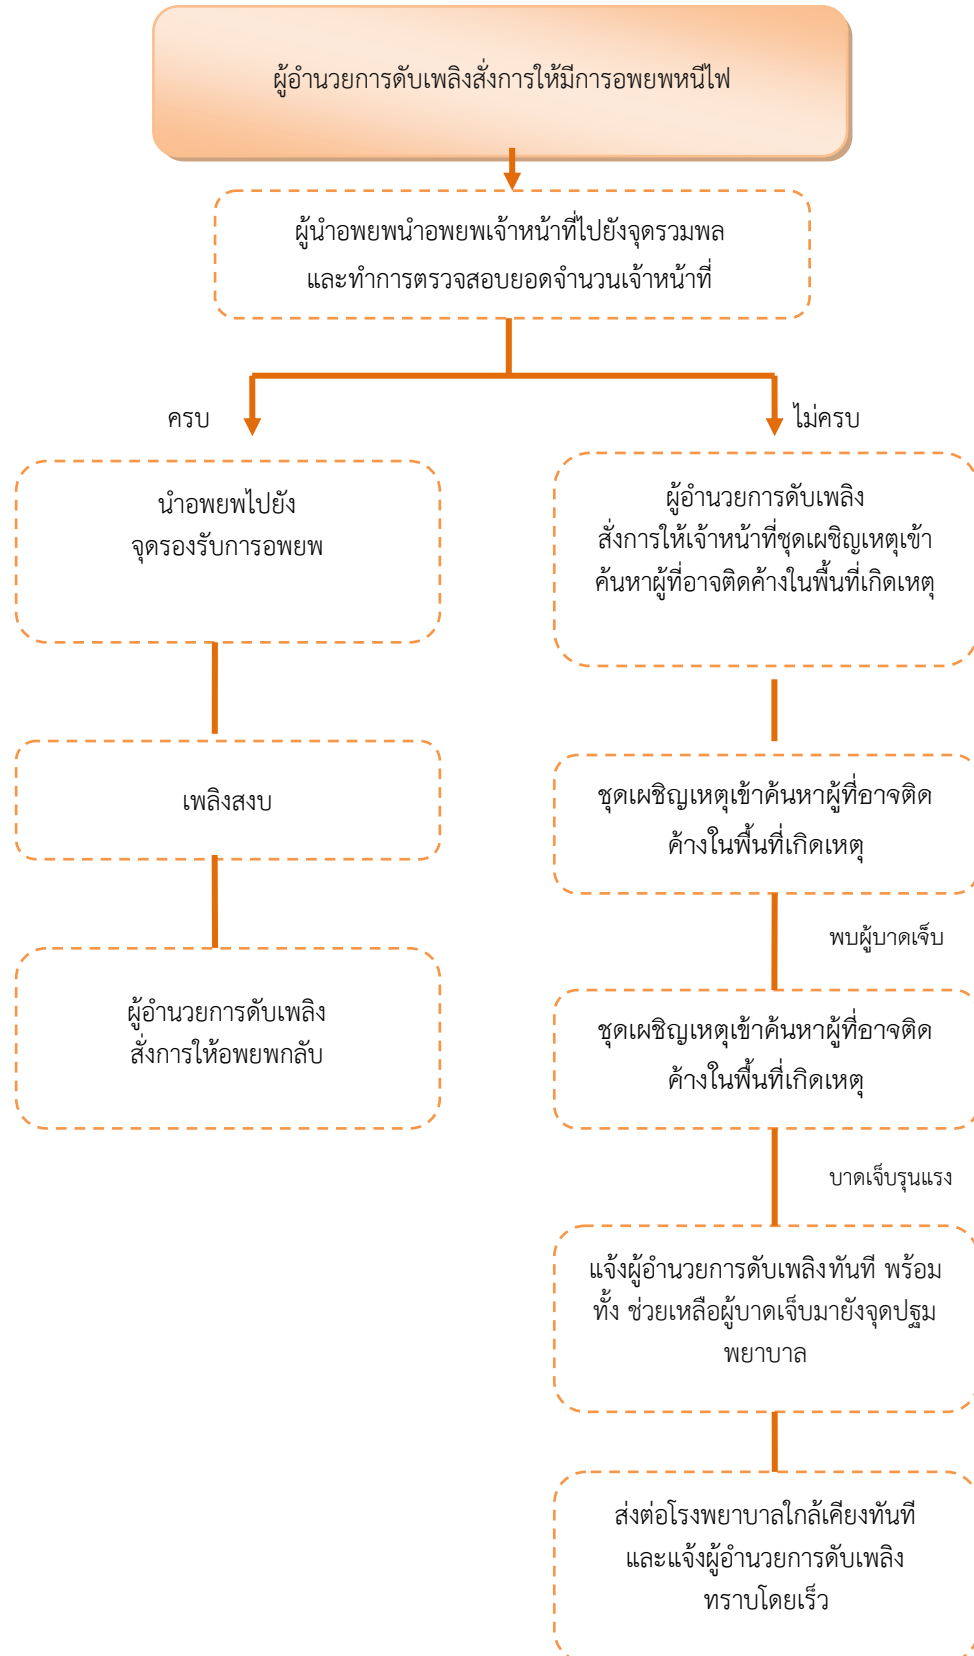 ผู้อำนวยการดับเพลิงสั่งการให้มีการอพยพหนีไฟ
ผู้นำอพยพนำอพยพเจ้าหน้าที่ไปยังจุดรวมพล
และทำการตรวจสอบยอดจำนวนเจ้าหน้าที่
ครบ
ไม่ครบ
นำอพยพไปยัง
จุดรองรับการอพยพ
เพลิงสงบ
ผู้อำนวยการดับเพลิง
สั่งการให้อพยพกลับ
ผู้อำนวยการดับเพลิง
สั่งการให้เจ้าหน้าที่ชุดเผชิญเหตุเข้า
ค้นหาผู้ที่อาจติดค้างในพื้นที่เกิดเหตุ
ชุดเผชิญเหตุเข้าค้นหาผู้ที่อาจติด
ค้างในพื้นที่เกิดเหตุ
พบผู้บาดเจ็บ
ชุดเผชิญเหตุเข้าค้นหาผู้ที่อาจติด
ค้างในพื้นที่เกิดเหตุ
บาดเจ็บรุนแรง
แจ้งผู้อำนวยการดับเพลิงทันที พร้อม
ทั้ง ช่วยเหลือผู้บาดเจ็บมายังจุดปฐม
พยาบาล
ส่งต่อโรงพยาบาลใกล้เคียงทันที
และแจ้งผู้อำนวยการดับเพลิง
ทราบโดยเร็ว